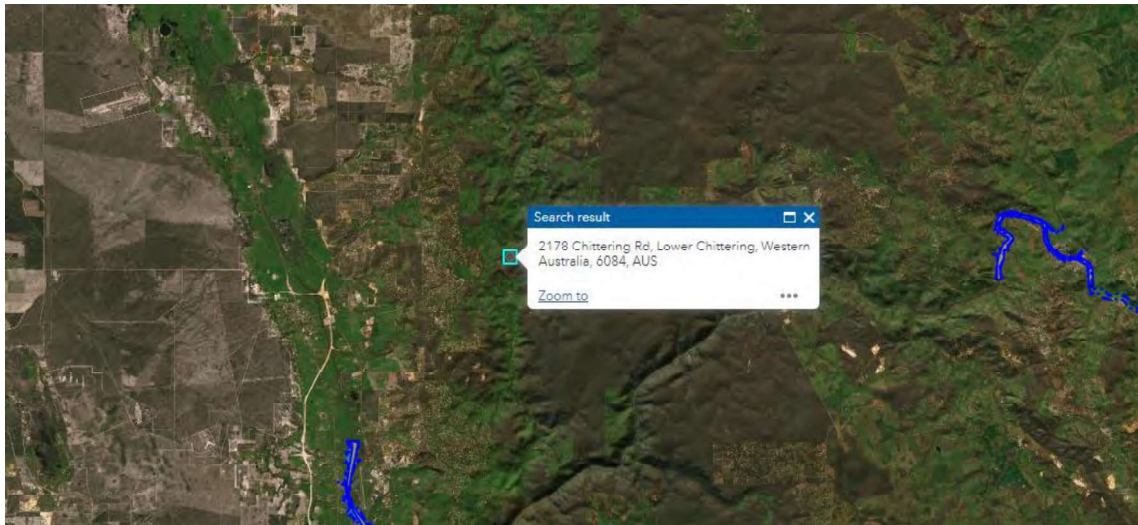 Search result
2178 Chittering Rd, Lower Chittering, Western
Australia, 6084, AUS
Zoom to